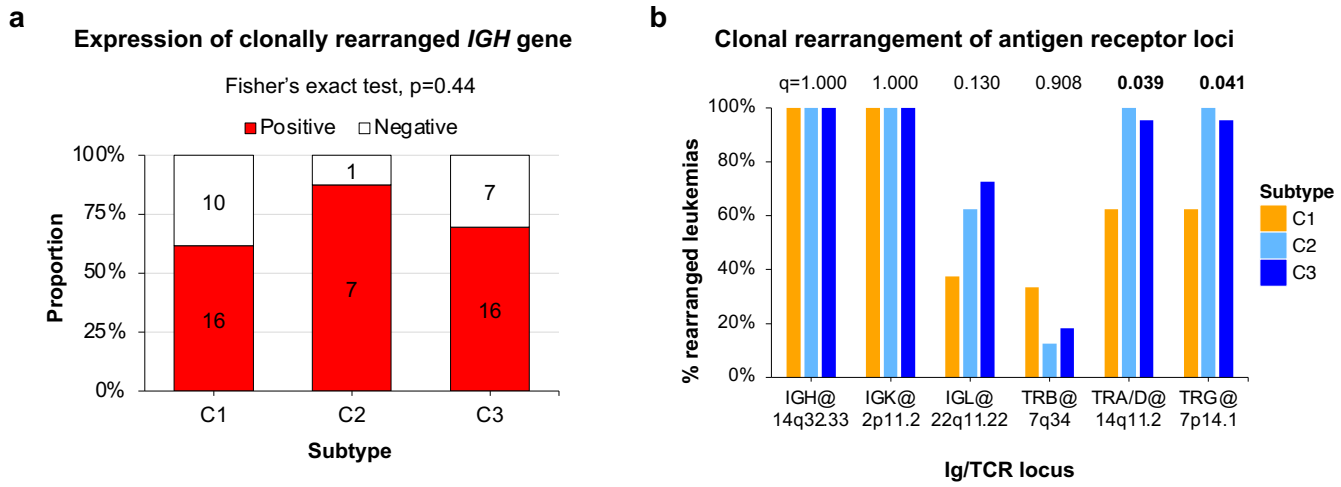 a
Expression of clonally rearranged IGH gene
Fisher's exact test, p=0.44
Positive Negative
Proportion
100%
75%
50%
25%
0%
10
16
1
7
7
16
C1 C2 C3
Subtype
b
Clonal rearrangement of antigen receptor loci
q=1.000 1.000 0.130 0.908 0.039 0.041
% rearranged leukemias
100%
80%
60%
40%
20%
0%
IGH@ IGK@ IGL@ TRB@ TRA/D@ TRG@
14q32.33 2p11.2 22q11.22 7q34 14q11.2 7p14.1
Ig/TCR locus
Subtype
C1
C2
C3